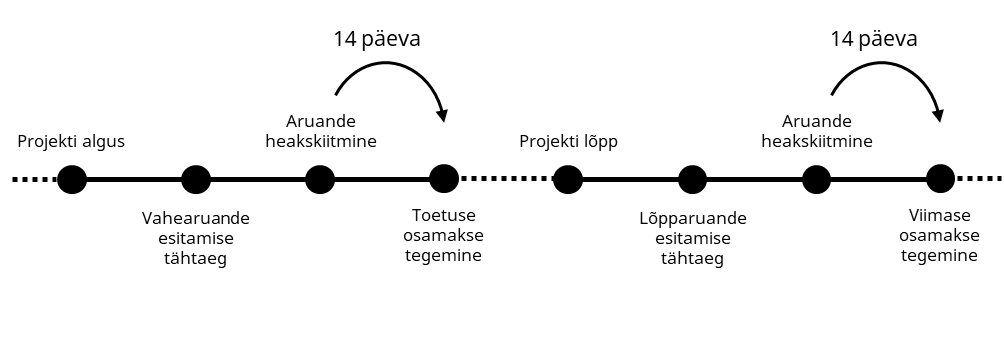 14 päeva
14 päeva
Projekti algus
Aruande
heakskiitmine
Projekti lõpp
Aruande
heakskiitmine
Vahearuande
esitamise
tähtaeg
Toetuse
osamakse
tegemine
Lõpparuande
esitamise
tähtaeg
Viimase
osamakse
tegemine